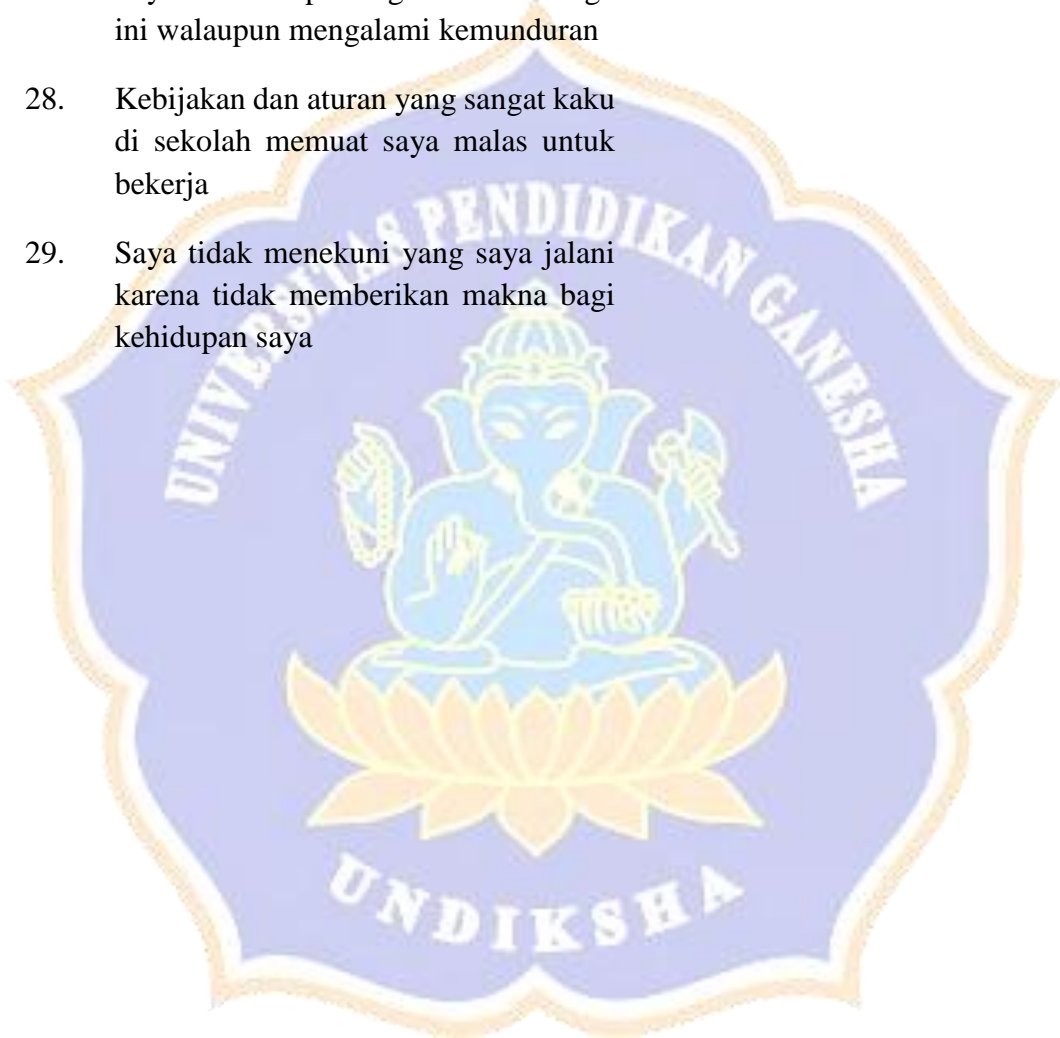 ini walaupun mengalami kemunduran
28. Kebijakan dan aturan yang sangat kaku
di sekolah memuat saya malas untuk
bekerja
29. Saya tidak menekuni yang saya jalani
karena tidak memberikan makna bagi
kehidupan saya
UNIVERSITAS PENDIDIKAN GANESHA
UNDIKSHA